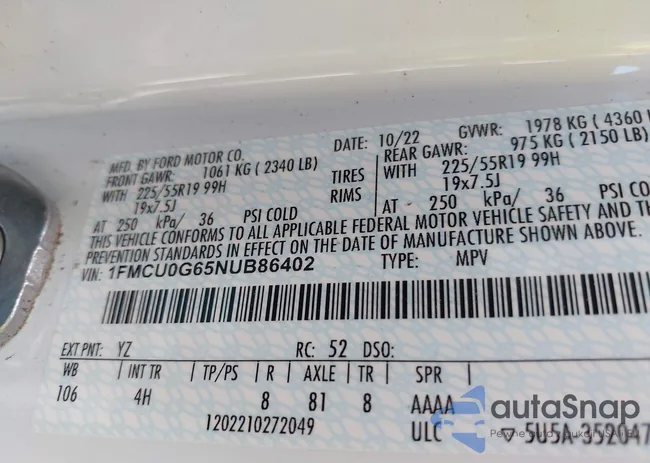 MFD. BY FORD MOTOR CO.
DATE: 10/22 GVWR: 1978 KG ( 4360
FRONT GAWR: 1061 KG ( 2340 LB)
REAR GAWR: 975 KG ( 2150 LB)
WITH 225/55R19 99H TIRES WITH 225/55R19 99H
19x7.5J RIMS 19x7.5J
AT 250 kPa/ 36 PSI COLD AT 250 kPa/ 36
THIS VEHICLE CONFORMS TO ALL APPLICABLE FEDERAL MOTOR VEHICLE SAFETY AND
PREVENTION STANDARDS IN EFFECT ON THE DATE OF MANUFACTURE SHOWN ABOVE.
VIN: 1FMCU0G65NUB86402 TYPE: MPV
EXT PNT: YZ RC: 52 DSO:
WB | INT TR | TP/PS | R | AXLE | TR | SPR
106 4H 8 81 8 AAAA
1202210272049 ULC ▽ 5U5A-352047
autoSnap